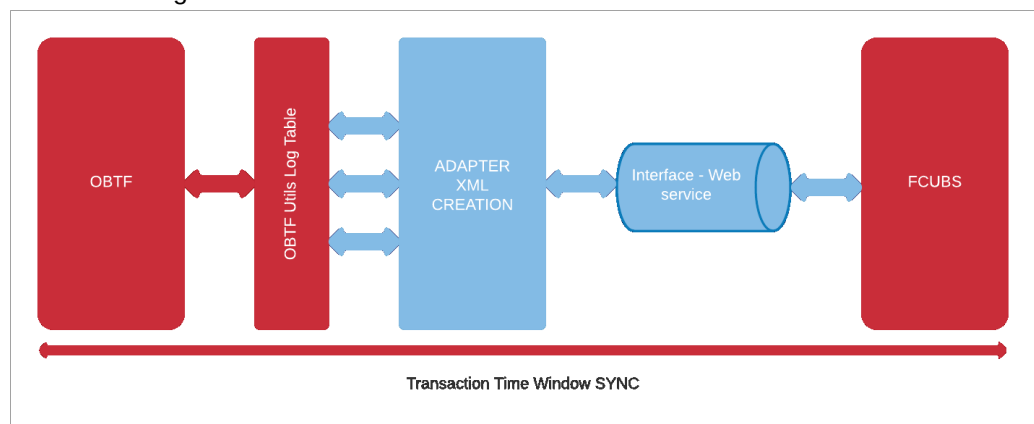 OBTF
OBTF Utils Log Table
ADAPTER
XML
CREATION
Interface - Web
service
FCUBS
Transaction Time Window SYNC